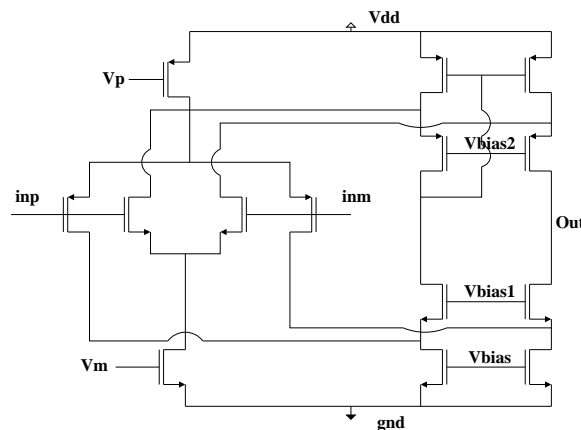 Vdd
Vp
Vbias2
inp
inm
Out
Vbias1
Vm
Vbias
gnd